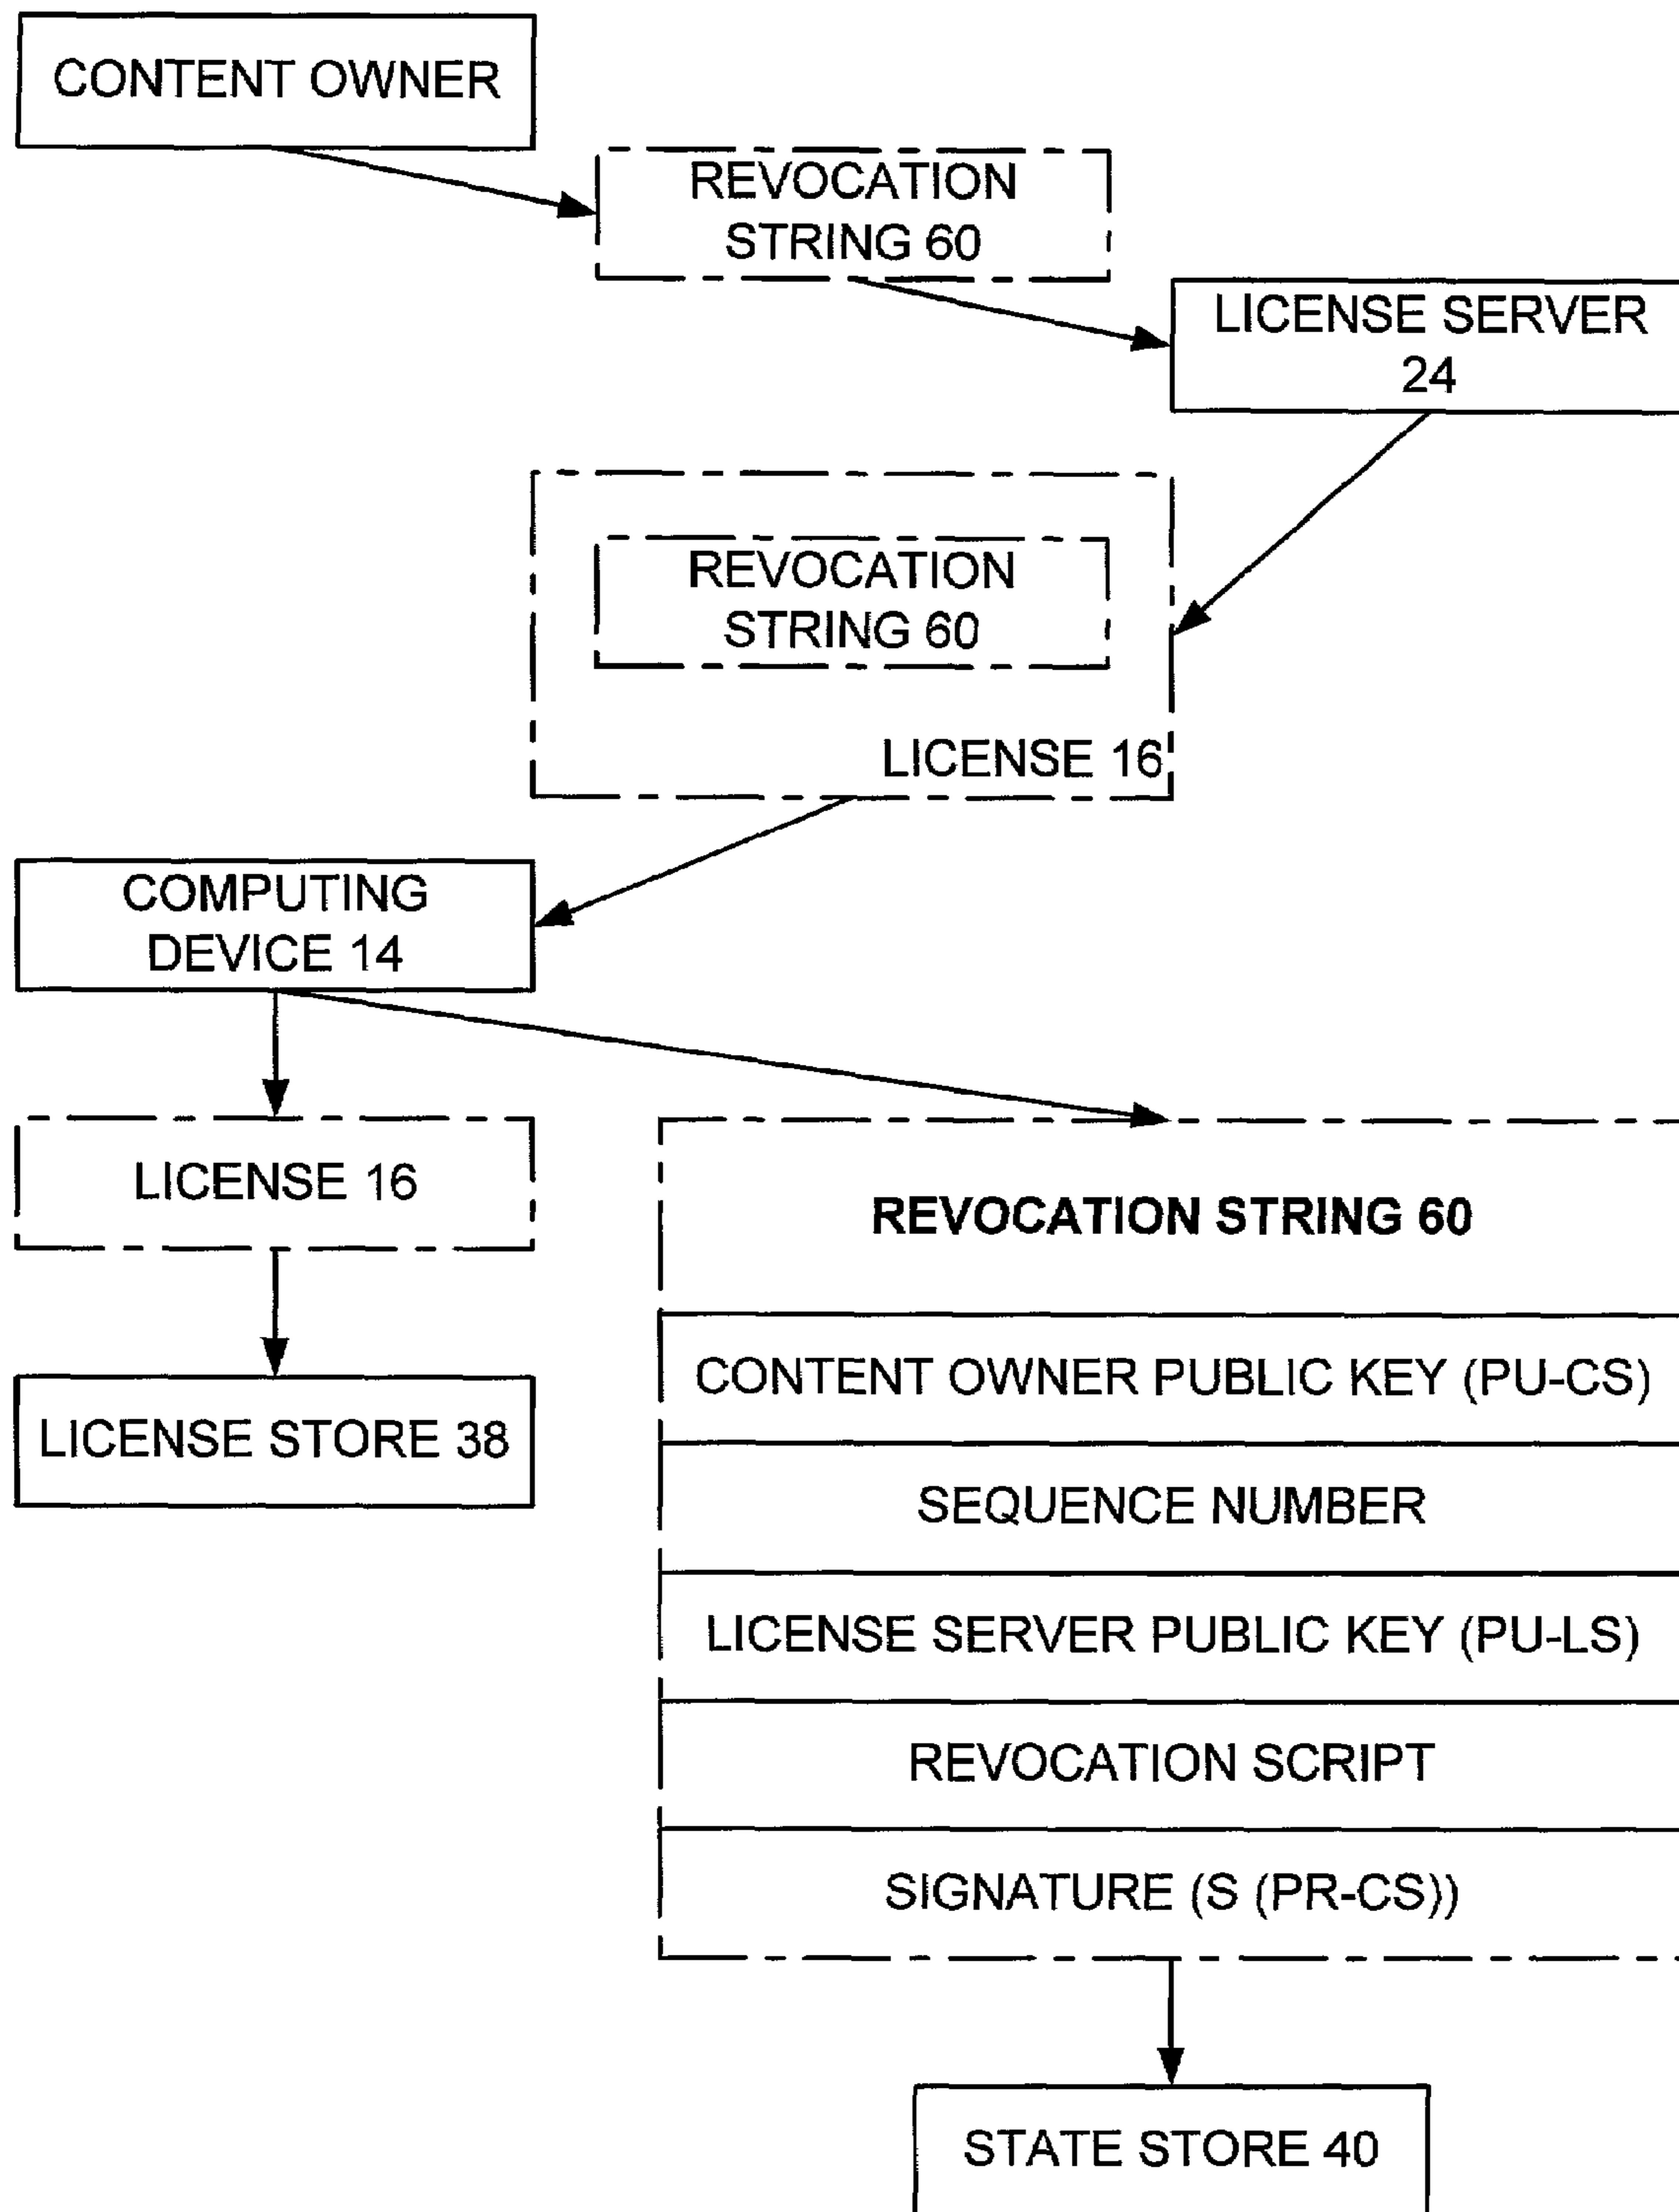 CONTENT OWNER
REVOCATION
STRING 60
LICENSE SERVER
24
REVOCATION
STRING 60
LICENSE 16
COMPUTING
DEVICE 14
LICENSE 16
LICENSE STORE 38
REVOCATION STRING 60
CONTENT OWNER PUBLIC KEY (PU-CS)
SEQUENCE NUMBER
LICENSE SERVER PUBLIC KEY (PU-LS)
REVOCATION SCRIPT
SIGNATURE (S (PR-CS))
STATE STORE 40